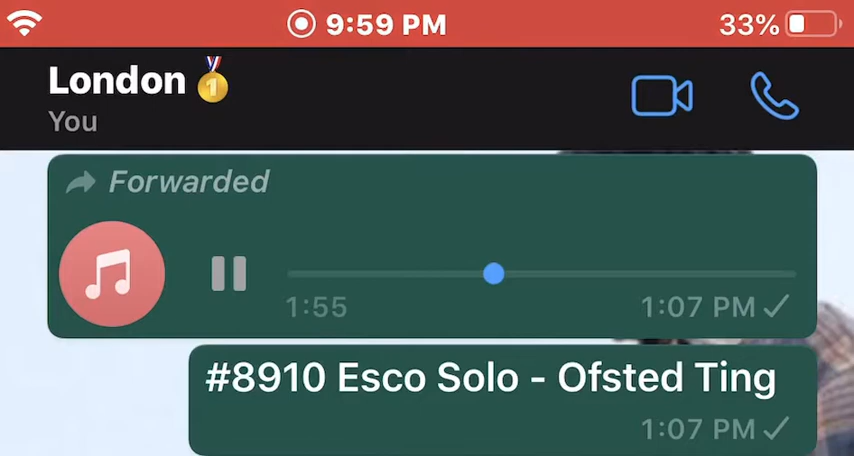 9:59 PM 33%
London🥇
You
Forwarded
1:55 1:07 PM
#8910 Esco Solo - Ofsted Ting
1:07 PM